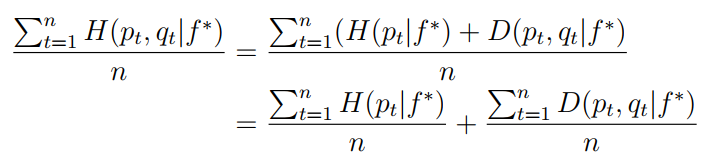 \frac{\sum_{t=1}^{n} H(p_t, q_t|f^*)}{n} = \frac{\sum_{t=1}^{n} (H(p_t|f^*) + D(p_t, q_t|f^*)}{n}
= \frac{\sum_{t=1}^{n} H(p_t|f^*)}{n} + \frac{\sum_{t=1}^{n} D(p_t, q_t|f^*)}{n}